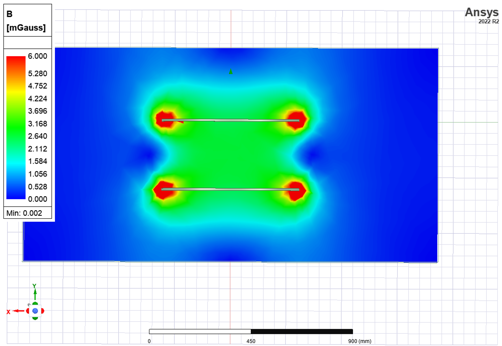 B
[mGauss]
6.000
5.280
4.752
4.224
3.696
3.168
2.640
2.112
1.584
1.056
0.528
0.000
Min: 0.002
Ansys
2022 R2
Y
X
0
450
900 (mm)